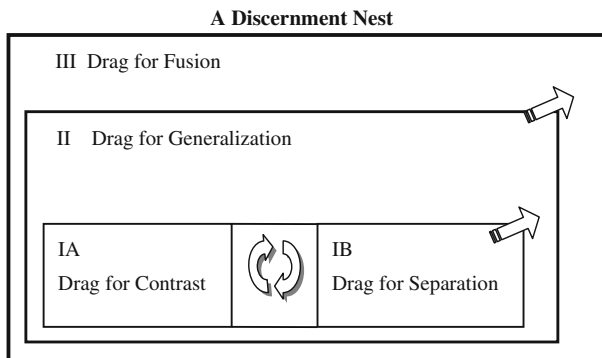 A Discernment Nest
III Drag for Fusion
II Drag for Generalization
IA
Drag for Contrast
IB
Drag for Separation